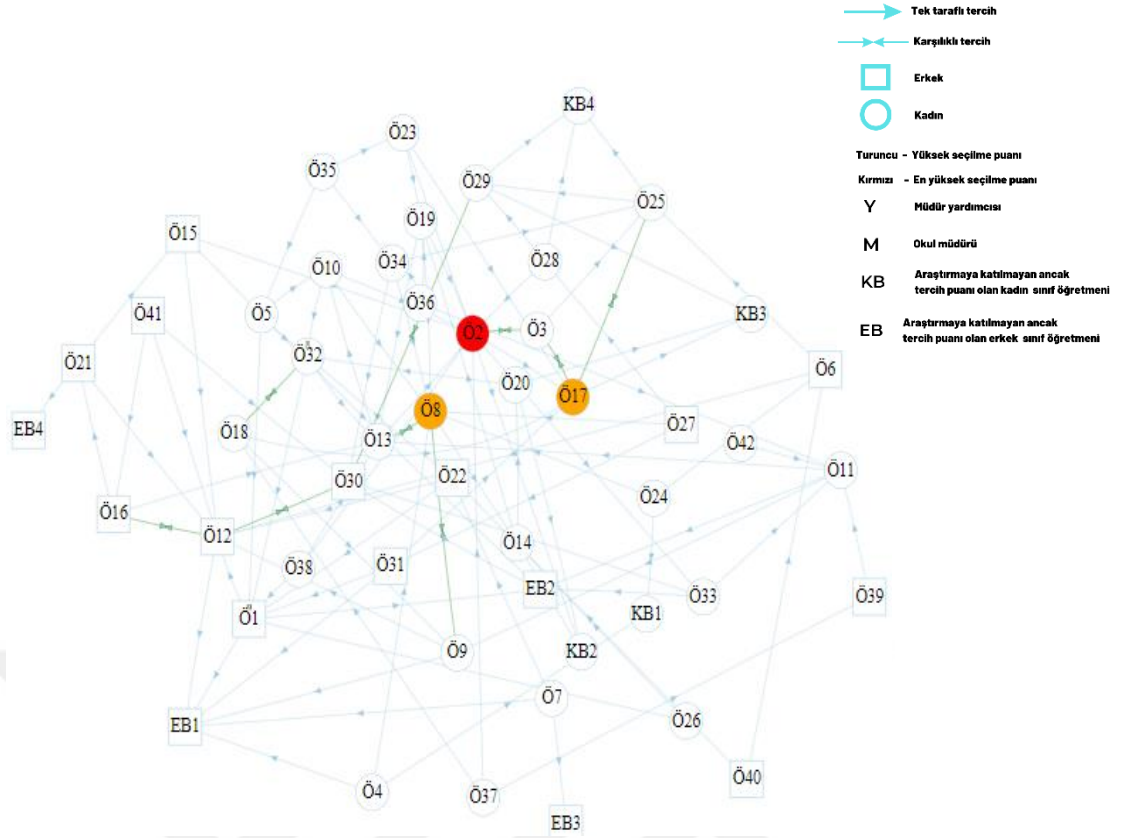 Tek taraflı tercih
Karşılıklı tercih
Erkek
Kadın
Turuncu - Yüksek seçilme puanı
Kırmızı - En yüksek seçilme puanı
Y Müdür yardımcısı
M Okul müdürü
KB Araştırmaya katılmayan ancak
tercih puanı olan kadın sınıf öğretmeni
EB Araştırmaya katılmayan ancak
tercih puanı olan erkek sınıf öğretmeni
KB4
Ö23
Ö35
Ö29
Ö25
Ö19
Ö15
Ö34
Ö28
Ö10
Ö36
Ö41
Ö5
KB3
Ö2
Ö3
Ö32
Ö21
Ö6
Ö20
Ö17
Ö8
EB4
Ö18
Ö13
Ö27
Ö42
Ö30
Ö22
Ö11
Ö24
Ö16
Ö12
Ö14
Ö38
Ö31
EB2
Ö33
Ö39
Ö1
KB1
Ö9
KB2
Ö7
EB1
Ö26
Ö40
Ö4
Ö37
EB3